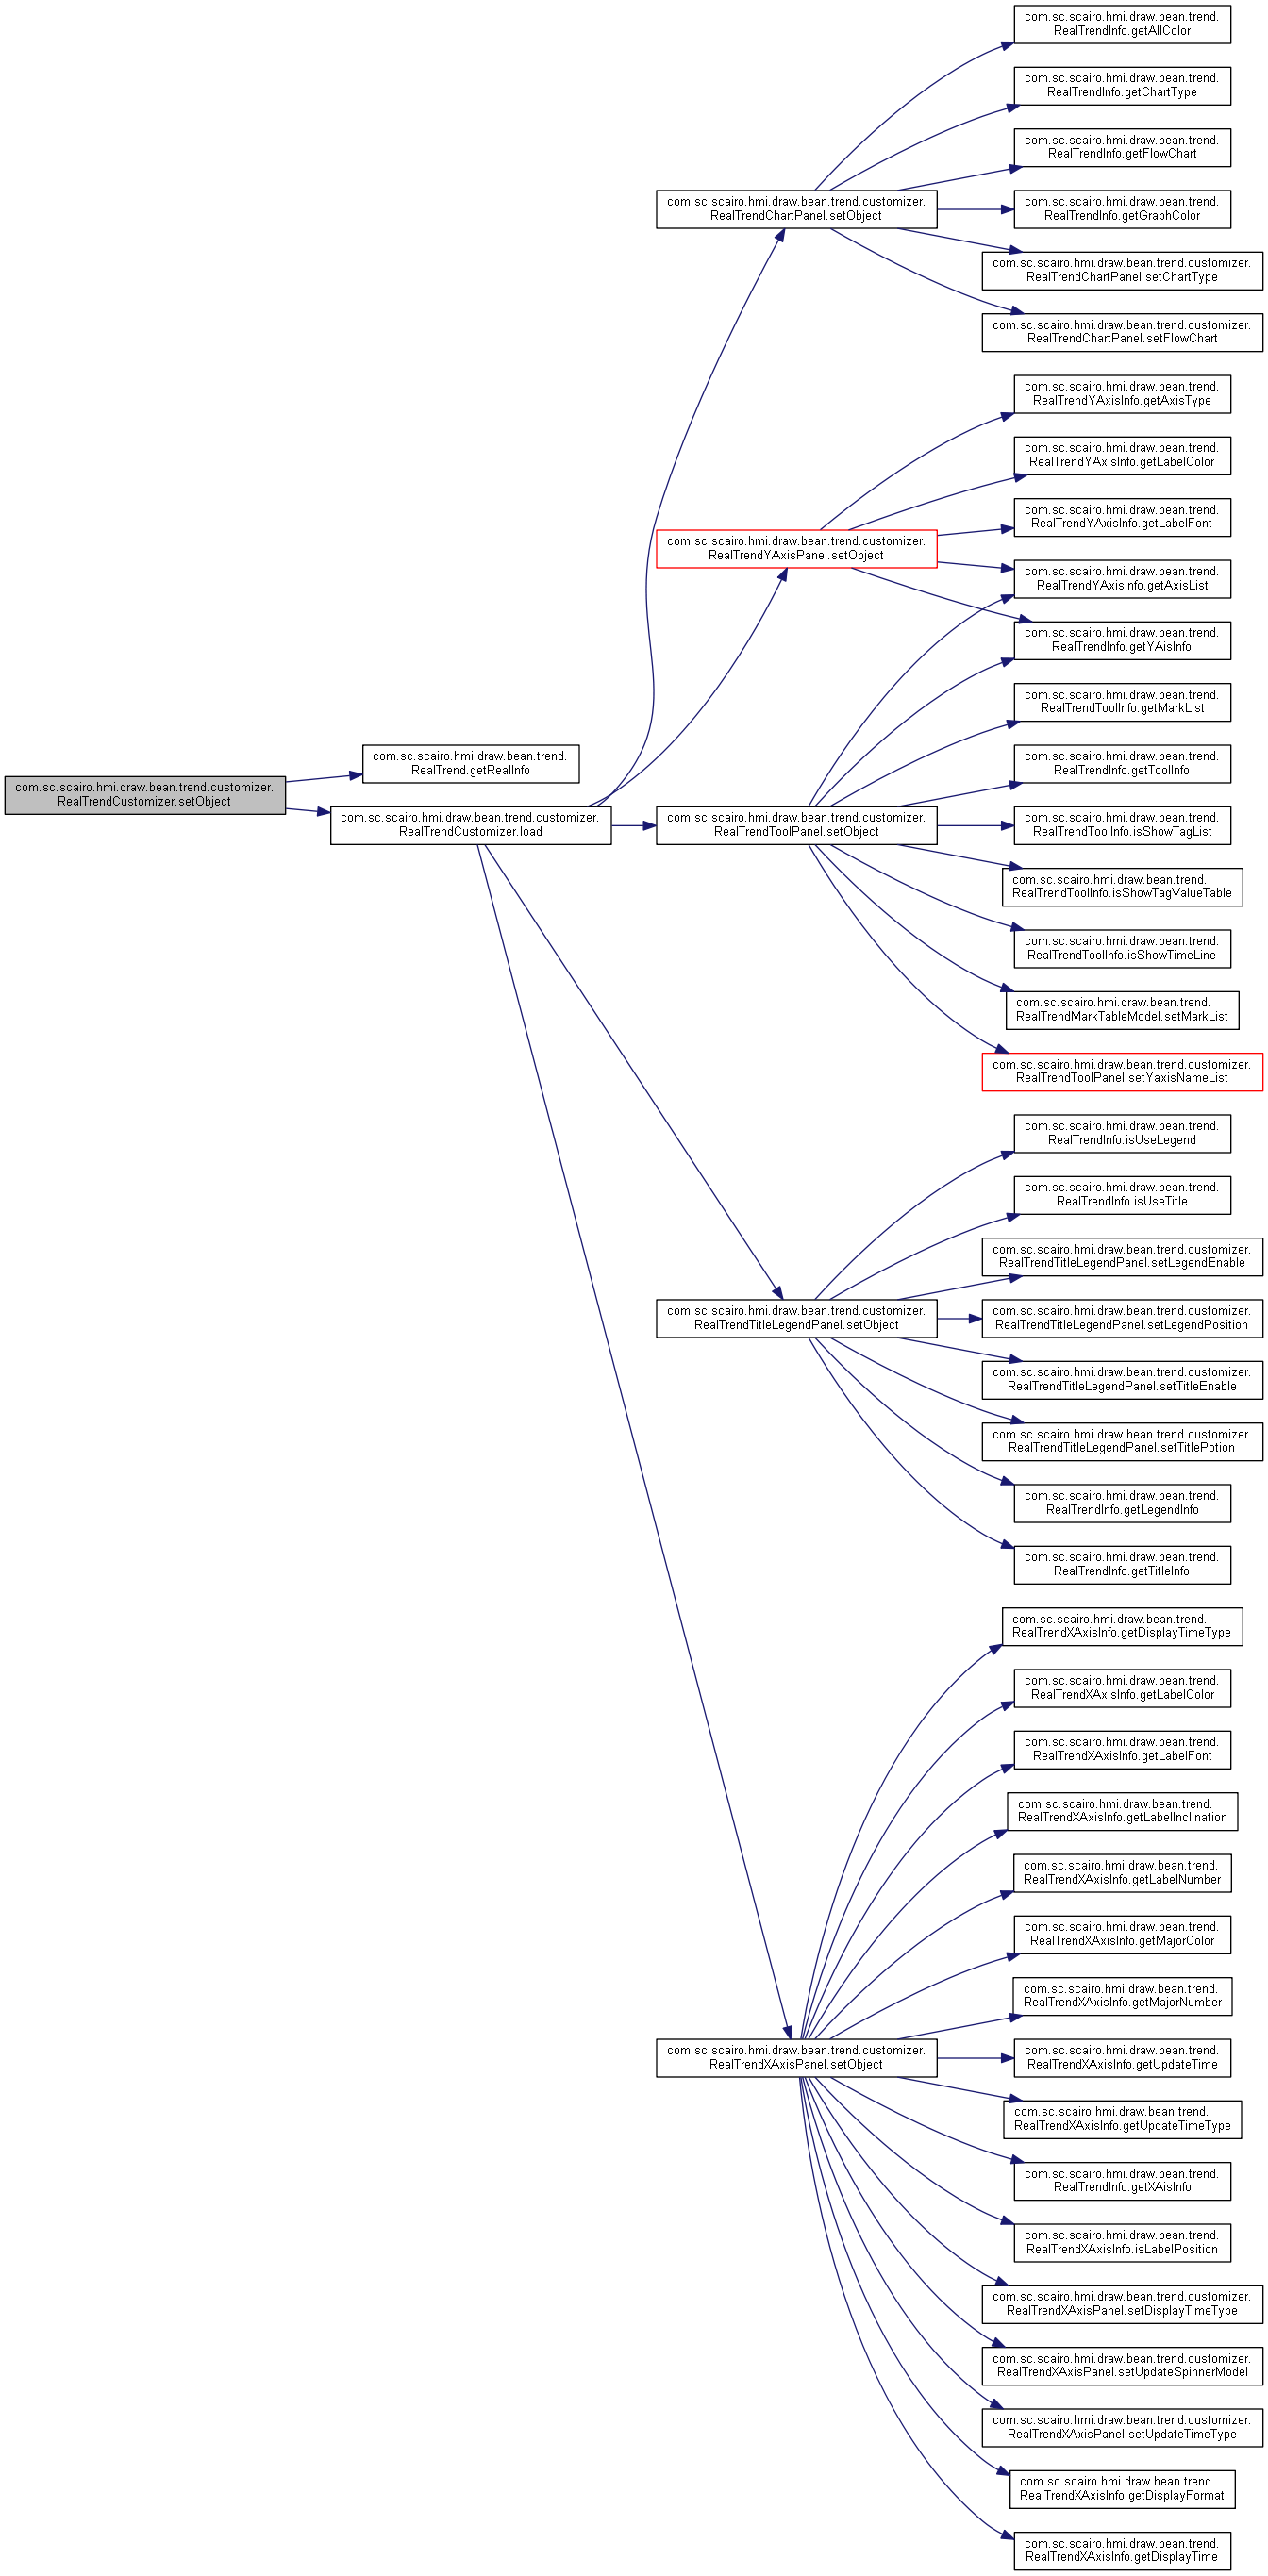 com.sc.scairo.hmi.draw.bean.trend.customizer.
RealTrendCustomizer.setObject
com.sc.scairo.hmi.draw.bean.trend.
RealTrend.getRealInfo
com.sc.scairo.hmi.draw.bean.trend.customizer.
RealTrendCustomizer.load
com.sc.scairo.hmi.draw.bean.trend.customizer.
RealTrendChartPanel.setObject
com.sc.scairo.hmi.draw.bean.trend.customizer.
RealTrendYAxisPanel.setObject
com.sc.scairo.hmi.draw.bean.trend.customizer.
RealTrendToolPanel.setObject
com.sc.scairo.hmi.draw.bean.trend.customizer.
RealTrendTitleLegendPanel.setObject
com.sc.scairo.hmi.draw.bean.trend.customizer.
RealTrendXAxisPanel.setObject
com.sc.scairo.hmi.draw.bean.trend.
RealTrendInfo.getAllColor
com.sc.scairo.hmi.draw.bean.trend.
RealTrendInfo.getChartType
com.sc.scairo.hmi.draw.bean.trend.
RealTrendInfo.getFlowChart
com.sc.scairo.hmi.draw.bean.trend.
RealTrendInfo.getGraphColor
com.sc.scairo.hmi.draw.bean.trend.customizer.
RealTrendChartPanel.setChartType
com.sc.scairo.hmi.draw.bean.trend.customizer.
RealTrendChartPanel.setFlowChart
com.sc.scairo.hmi.draw.bean.trend.
RealTrendYAxisInfo.getAxisType
com.sc.scairo.hmi.draw.bean.trend.
RealTrendYAxisInfo.getLabelColor
com.sc.scairo.hmi.draw.bean.trend.
RealTrendYAxisInfo.getLabelFont
com.sc.scairo.hmi.draw.bean.trend.
RealTrendYAxisInfo.getAxisList
com.sc.scairo.hmi.draw.bean.trend.
RealTrendInfo.getYAisInfo
com.sc.scairo.hmi.draw.bean.trend.
RealTrendToolInfo.getMarkList
com.sc.scairo.hmi.draw.bean.trend.
RealTrendInfo.getToolInfo
com.sc.scairo.hmi.draw.bean.trend.
RealTrendToolInfo.isShowTagList
com.sc.scairo.hmi.draw.bean.trend.
RealTrendToolInfo.isShowTagValueTable
com.sc.scairo.hmi.draw.bean.trend.
RealTrendToolInfo.isShowTimeLine
com.sc.scairo.hmi.draw.bean.trend.
RealTrendMarkTableModel.setMarkList
com.sc.scairo.hmi.draw.bean.trend.customizer.
RealTrendToolPanel.setYaxisNameList
com.sc.scairo.hmi.draw.bean.trend.
RealTrendInfo.isUseLegend
com.sc.scairo.hmi.draw.bean.trend.
RealTrendInfo.isUseTitle
com.sc.scairo.hmi.draw.bean.trend.customizer.
RealTrendTitleLegendPanel.setLegendEnable
com.sc.scairo.hmi.draw.bean.trend.customizer.
RealTrendTitleLegendPanel.setLegendPosition
com.sc.scairo.hmi.draw.bean.trend.customizer.
RealTrendTitleLegendPanel.setTitleEnable
com.sc.scairo.hmi.draw.bean.trend.customizer.
RealTrendTitleLegendPanel.setTitlePotion
com.sc.scairo.hmi.draw.bean.trend.
RealTrendInfo.getLegendInfo
com.sc.scairo.hmi.draw.bean.trend.
RealTrendInfo.getTitleInfo
com.sc.scairo.hmi.draw.bean.trend.
RealTrendXAxisInfo.getDisplayTimeType
com.sc.scairo.hmi.draw.bean.trend.
RealTrendXAxisInfo.getLabelColor
com.sc.scairo.hmi.draw.bean.trend.
RealTrendXAxisInfo.getLabelFont
com.sc.scairo.hmi.draw.bean.trend.
RealTrendXAxisInfo.getLabelInclination
com.sc.scairo.hmi.draw.bean.trend.
RealTrendXAxisInfo.getLabelNumber
com.sc.scairo.hmi.draw.bean.trend.
RealTrendXAxisInfo.getMajorColor
com.sc.scairo.hmi.draw.bean.trend.
RealTrendXAxisInfo.getMajorNumber
com.sc.scairo.hmi.draw.bean.trend.
RealTrendXAxisInfo.getUpdateTime
com.sc.scairo.hmi.draw.bean.trend.
RealTrendXAxisInfo.getUpdateTimeType
com.sc.scairo.hmi.draw.bean.trend.
RealTrendInfo.getXAisInfo
com.sc.scairo.hmi.draw.bean.trend.
RealTrendXAxisInfo.isLabelPosition
com.sc.scairo.hmi.draw.bean.trend.customizer.
RealTrendXAxisPanel.setDisplayTimeType
com.sc.scairo.hmi.draw.bean.trend.customizer.
RealTrendXAxisPanel.setUpdateSpinnerModel
com.sc.scairo.hmi.draw.bean.trend.customizer.
RealTrendXAxisPanel.setUpdateTimeType
com.sc.scairo.hmi.draw.bean.trend.
RealTrendXAxisInfo.getDisplayFormat
com.sc.scairo.hmi.draw.bean.trend.
RealTrendXAxisInfo.getDisplayTime